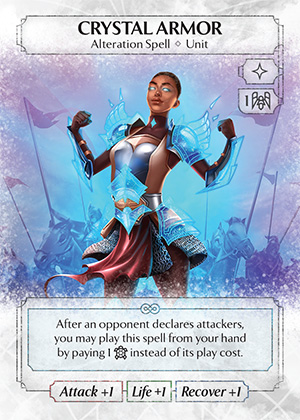 CRYSTAL ARMOR
Alteration Spell ⋄ Unit
1
After an opponent declares attackers,
you may play this spell from your hand
by paying 1 instead of its play cost.
Attack +1 Life +1 Recover +1